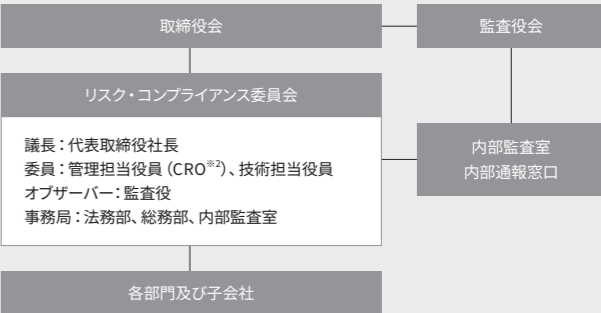 取締役会
監査役会
リスク・コンプライアンス委員会
議長：代表取締役社長
委員：管理担当役員（CRO※2）、技術担当役員
オブザーバー：監査役
事務局：法務部、総務部、内部監査室
内部監査室
内部通報窓口
各部門及び子会社